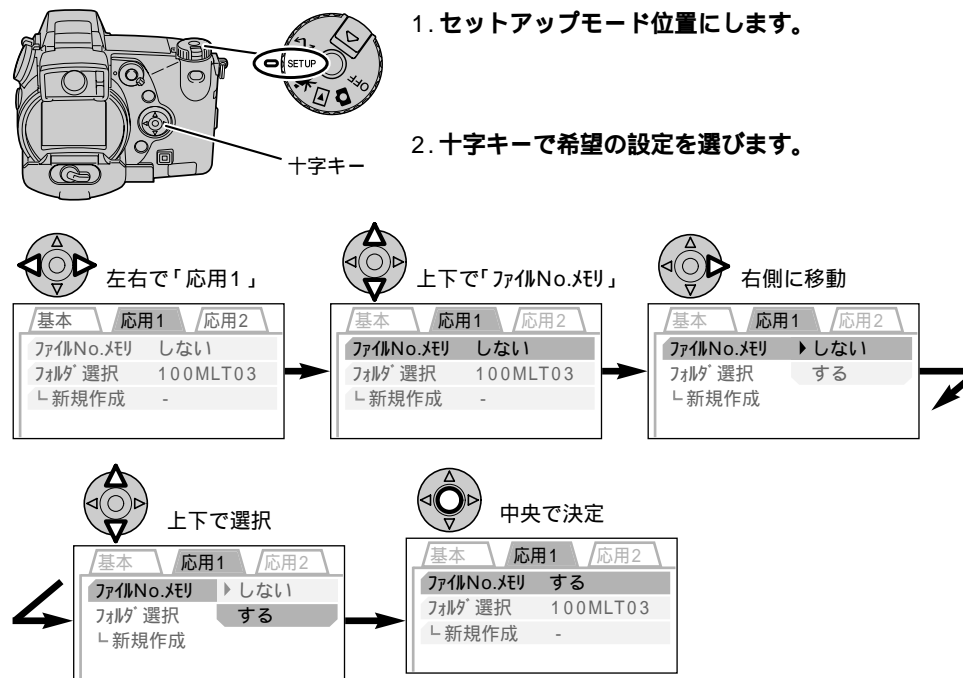 1.セットアップモード位置にします。
SETUP
OFF
2.十字キーで希望の設定を選びます。
十字キー
左右で「応用1」
基本 応用1 応用2
ファイルNo.メモリ しない
フォルダ選択 100MLT03
└新規作成 -
上下で「ファイルNo.メモリ」
基本 応用1 応用2
ファイルNo.メモリ しない
フォルダ選択 100MLT03
└新規作成 -
右側に移動
基本 応用1 応用2
ファイルNo.メモリ しない
フォルダ選択 する
└新規作成
上下で選択
基本 応用1 応用2
ファイルNo.メモリ しない
フォルダ選択 する
└新規作成
中央で決定
基本 応用1 応用2
ファイルNo.メモリ する
フォルダ選択 100MLT03
└新規作成 -